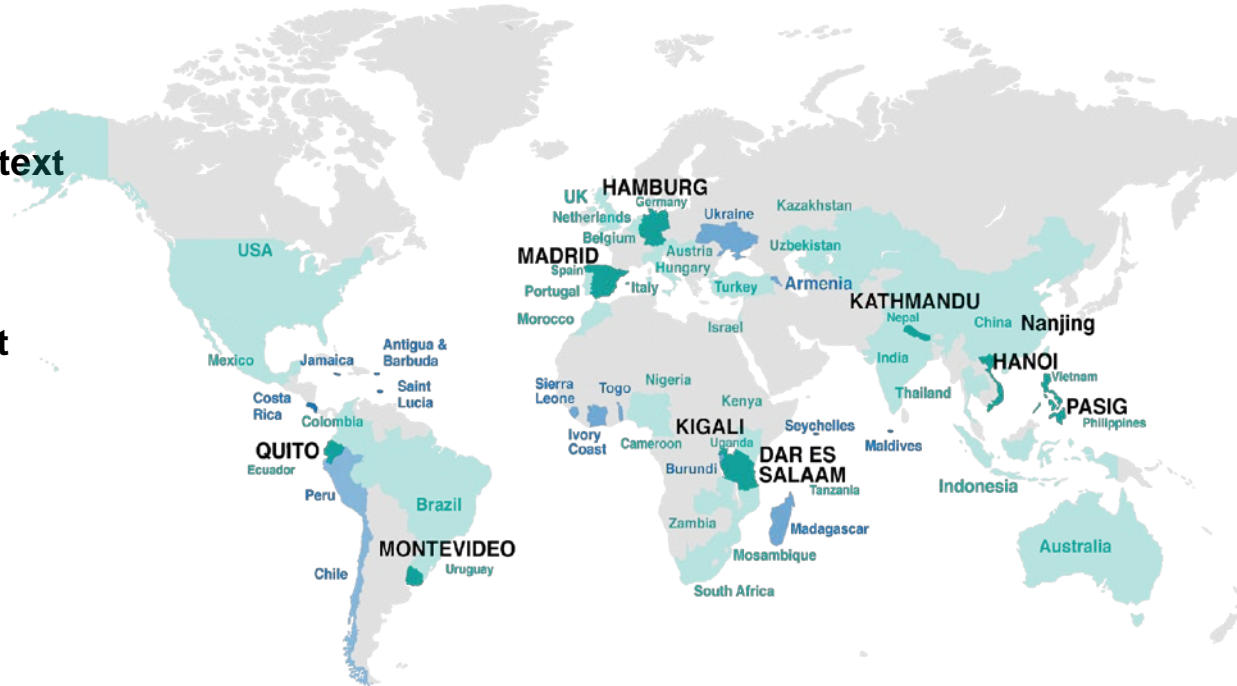 text
t
HAMBURG
UK
Germany
Netherlands
Ukraine
Kazakhstan
Belgium
USA
MADRID
Austria
Uzbekistan
Spain
Hungary
Portugal
Italy
Turkey
Armenia
KATHMANDU
Morocco
Israel
Nepal
China
Nanjing
Mexico
Jamaica
Antigua &
Barbuda
India
HANOI
Vietnam
Costa
Rica
Saint
Lucia
Sierra
Leone
Togo
Nigeria
Kenya
Thailand
PASIG
Philippines
Colombia
KIGALI
Seychelles
QUITO
Ivory
Coast
Cameroon
Uganda
Maldives
Ecuador
Burundi
DAR ES
SALAAM
Tanzania
Indonesia
Peru
Brazil
Zambia
Madagascar
MONTEVIDEO
Mosambique
Australia
Chile
Uruguay
South Africa